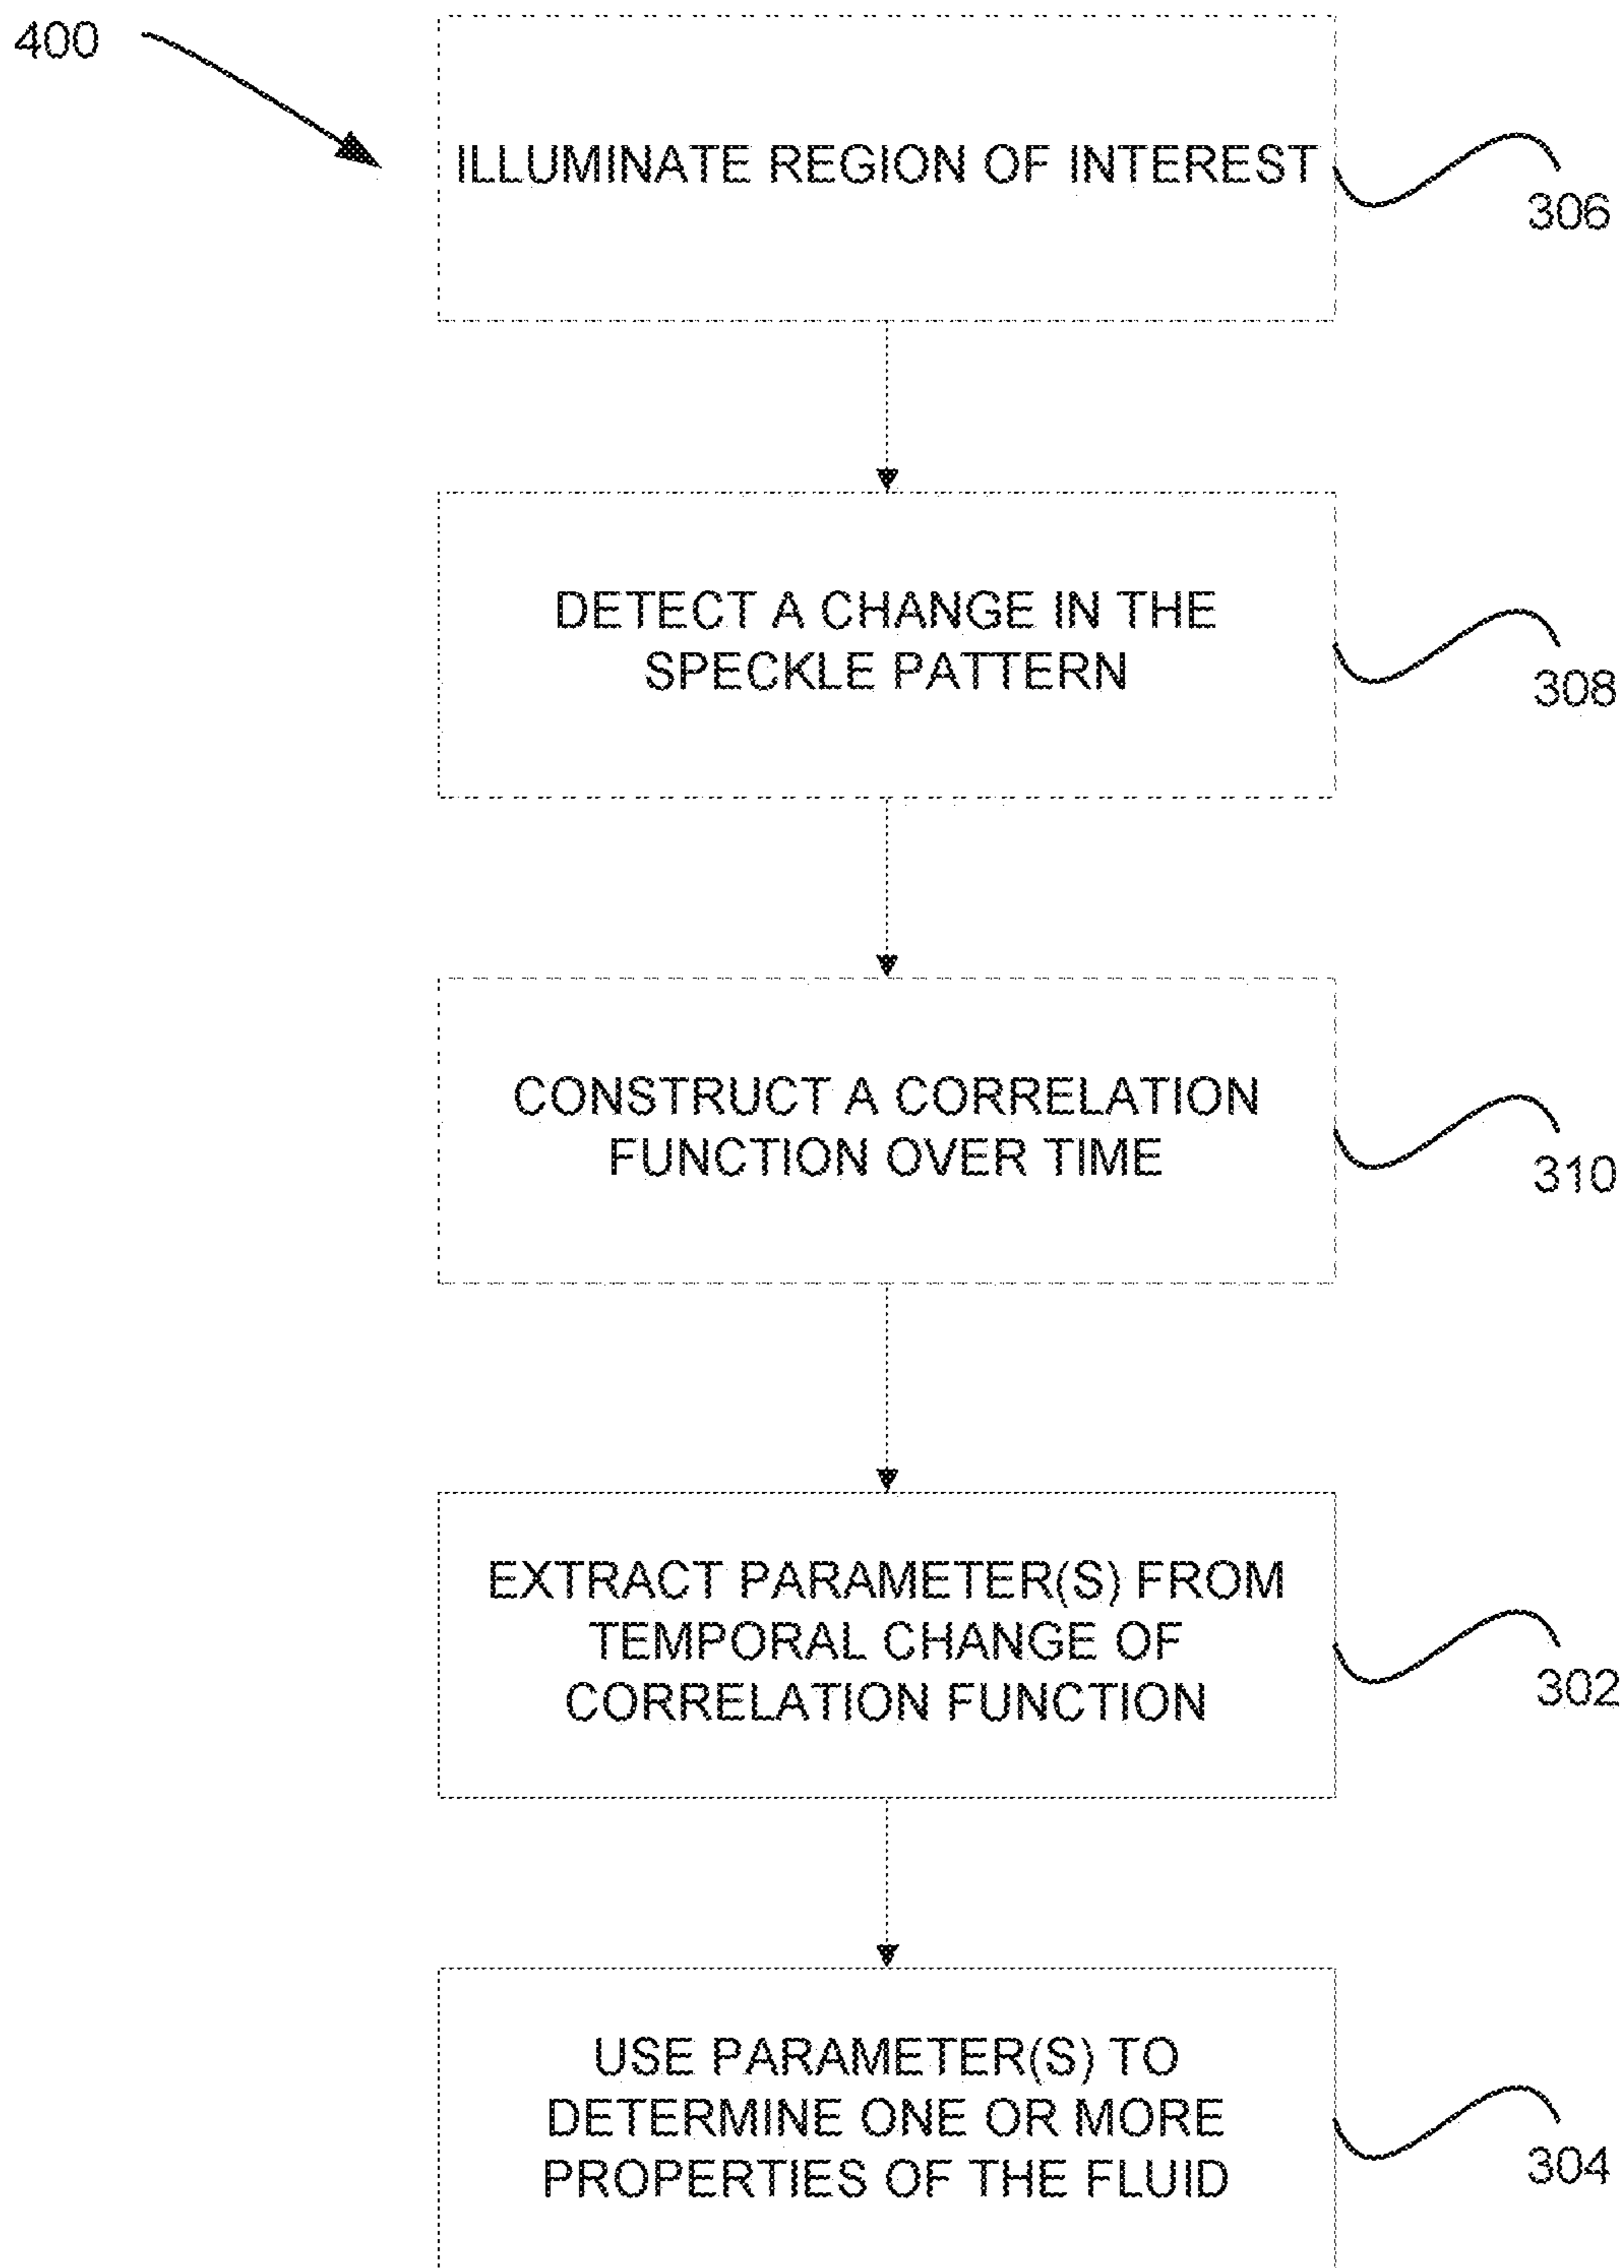 400
ILLUMINATE REGION OF INTEREST
306
DETECT A CHANGE IN THE
SPECKLE PATTERN
308
CONSTRUCT A CORRELATION
FUNCTION OVER TIME
310
EXTRACT PARAMETER(S) FROM
TEMPORAL CHANGE OF
CORRELATION FUNCTION
302
USE PARAMETER(S) TO
DETERMINE ONE OR MORE
PROPERTIES OF THE FLUID
304